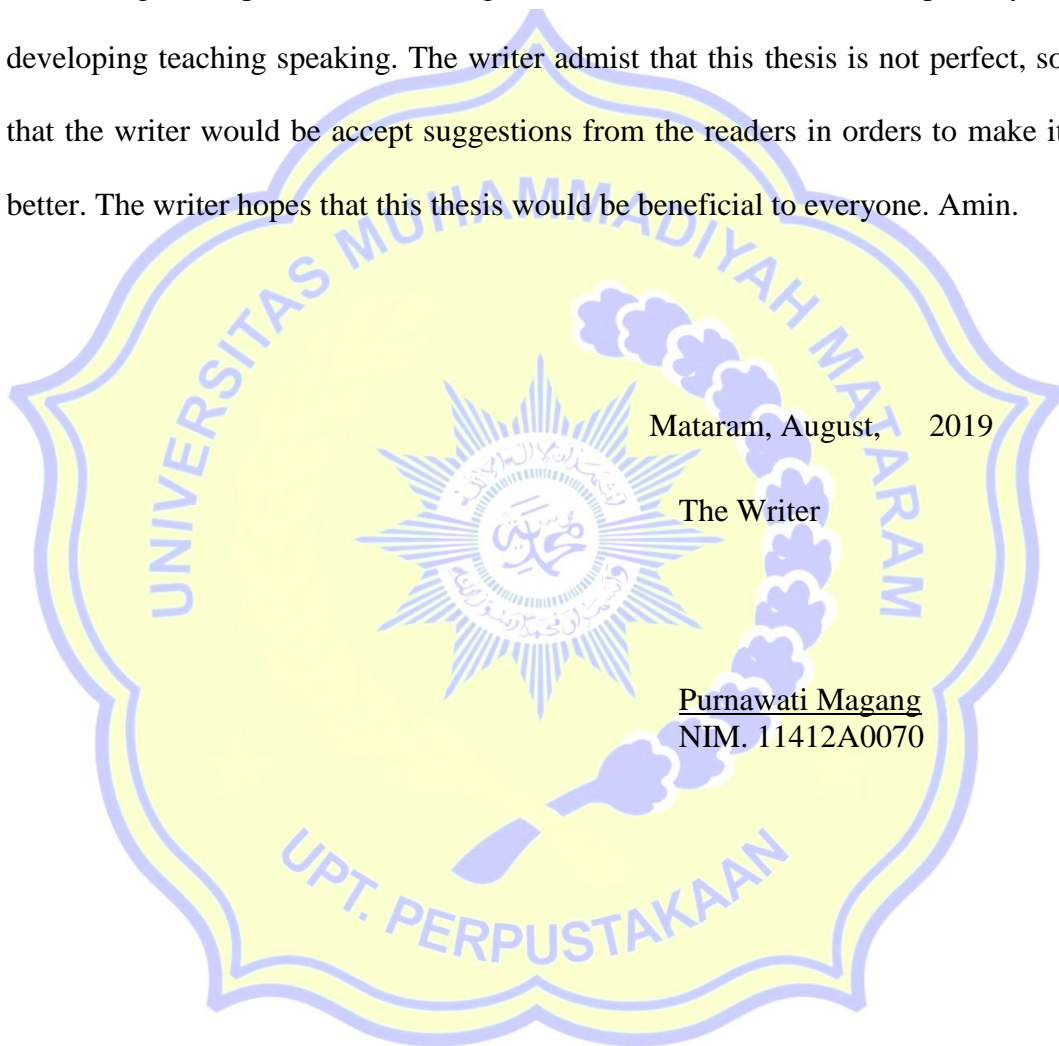 developing teaching speaking. The writer admist that this thesis is not perfect, so
that the writer would be accept suggestions from the readers in orders to make it
better. The writer hopes that this thesis would be beneficial to everyone. Amin.
UNIVERSITAS MUHAMMADIYAH MATARAM
Mataram, August, 2019
The Writer
Purnawati Magang
NIM. 11412A0070
UPT. PERPUSTAKAAN